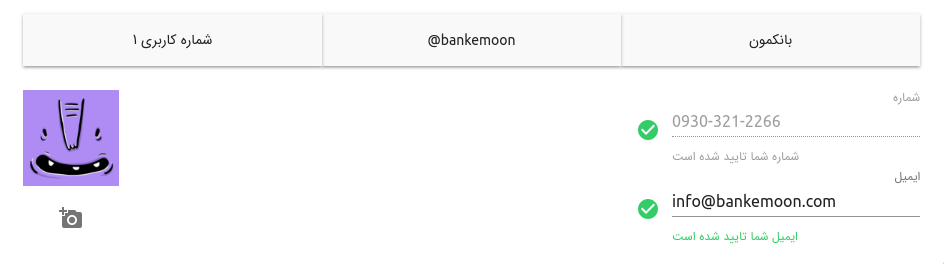 بانکمون
@bankemoon
شماره کاربری ۱
شماره
0930-321-2266
شماره شما تایید شده است
ایمیل
info@bankemoon.com
ایمیل شما تایید شده است